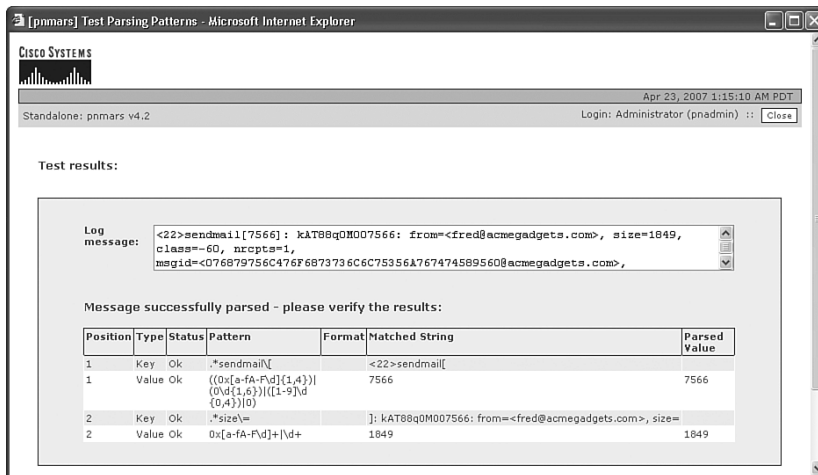 [pnmars] Test Parsing Patterns - Microsoft Internet Explorer
CISCO SYSTEMS
Apr 23, 2007 1:15:10 AM PDT
Standalone: pnmars v4.2 Login: Administrator (pnadmin) :: Close
Test results:
Log message:
<22>sendmail[7566]: kAT88q0M007566: from=<fred@acmegadgets.com>, size=1849,
class=-60, nrcpts=1,
msgid=<076879756C476F6873736C6C75356A767474589560@acmegadgets.com>,
Message successfully parsed - please verify the results:
Position Type Status Pattern Format Matched String Parsed Value
1 Key Ok .*sendmail\[ <22>sendmail[
1 Value Ok ((0x[a-fA-F\d]{1,4})| 7566 7566
(0\d{1,6})|([1-9]\d
{0,4})|0)
2 Key Ok .*size\= ]: kAT88q0M007566: from=<fred@acmegadgets.com>, size=
2 Value Ok 0x[a-fA-F\d]+|\d+ 1849 1849